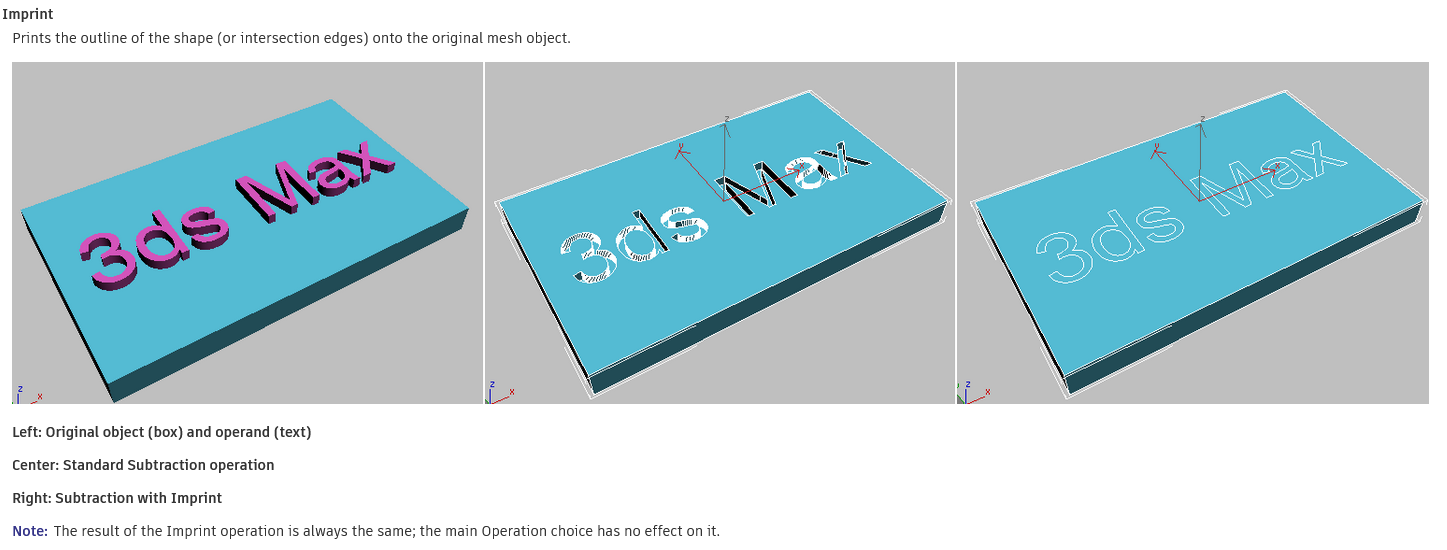 Imprint
Prints the outline of the shape (or intersection edges) onto the original mesh object.
3ds Max
z
x
3ds Max
z
y
x
z
x
3ds Max
z
y
x
z
x
y
Left: Original object (box) and operand (text)
Center: Standard Subtraction operation
Right: Subtraction with Imprint
Note: The result of the Imprint operation is always the same; the main Operation choice has no effect on it.